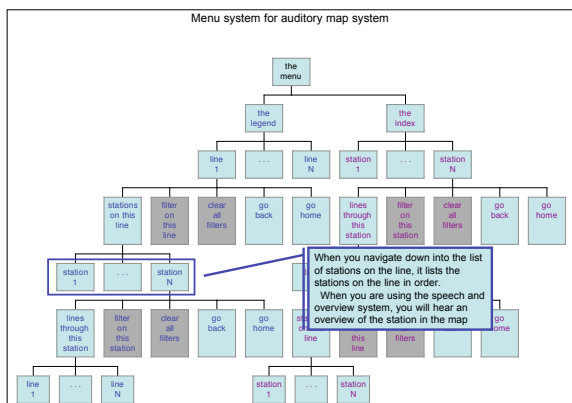 Menu system for auditory map system
the
menu
the
legend
the
index
line
1
. . .
line
N
station
1
. . .
station
N
stations
on this
line
filter
on
this
line
clear
all
filters
go
back
go
home
lines
through
this
station
filter
on
this
station
clear
all
filters
go
back
go
home
station
1
. . .
station
N
When you navigate down into the list
of stations on the line, it lists the
stations on the line in order.
When you are using the speech and
overview system, you will hear an
overview of the station in the map
lines
through
this
station
filter
on
this
station
clear
all
filters
go
back
go
home
on
line
this
line
filters
line
1
. . .
line
N
station
1
. . .
station
N